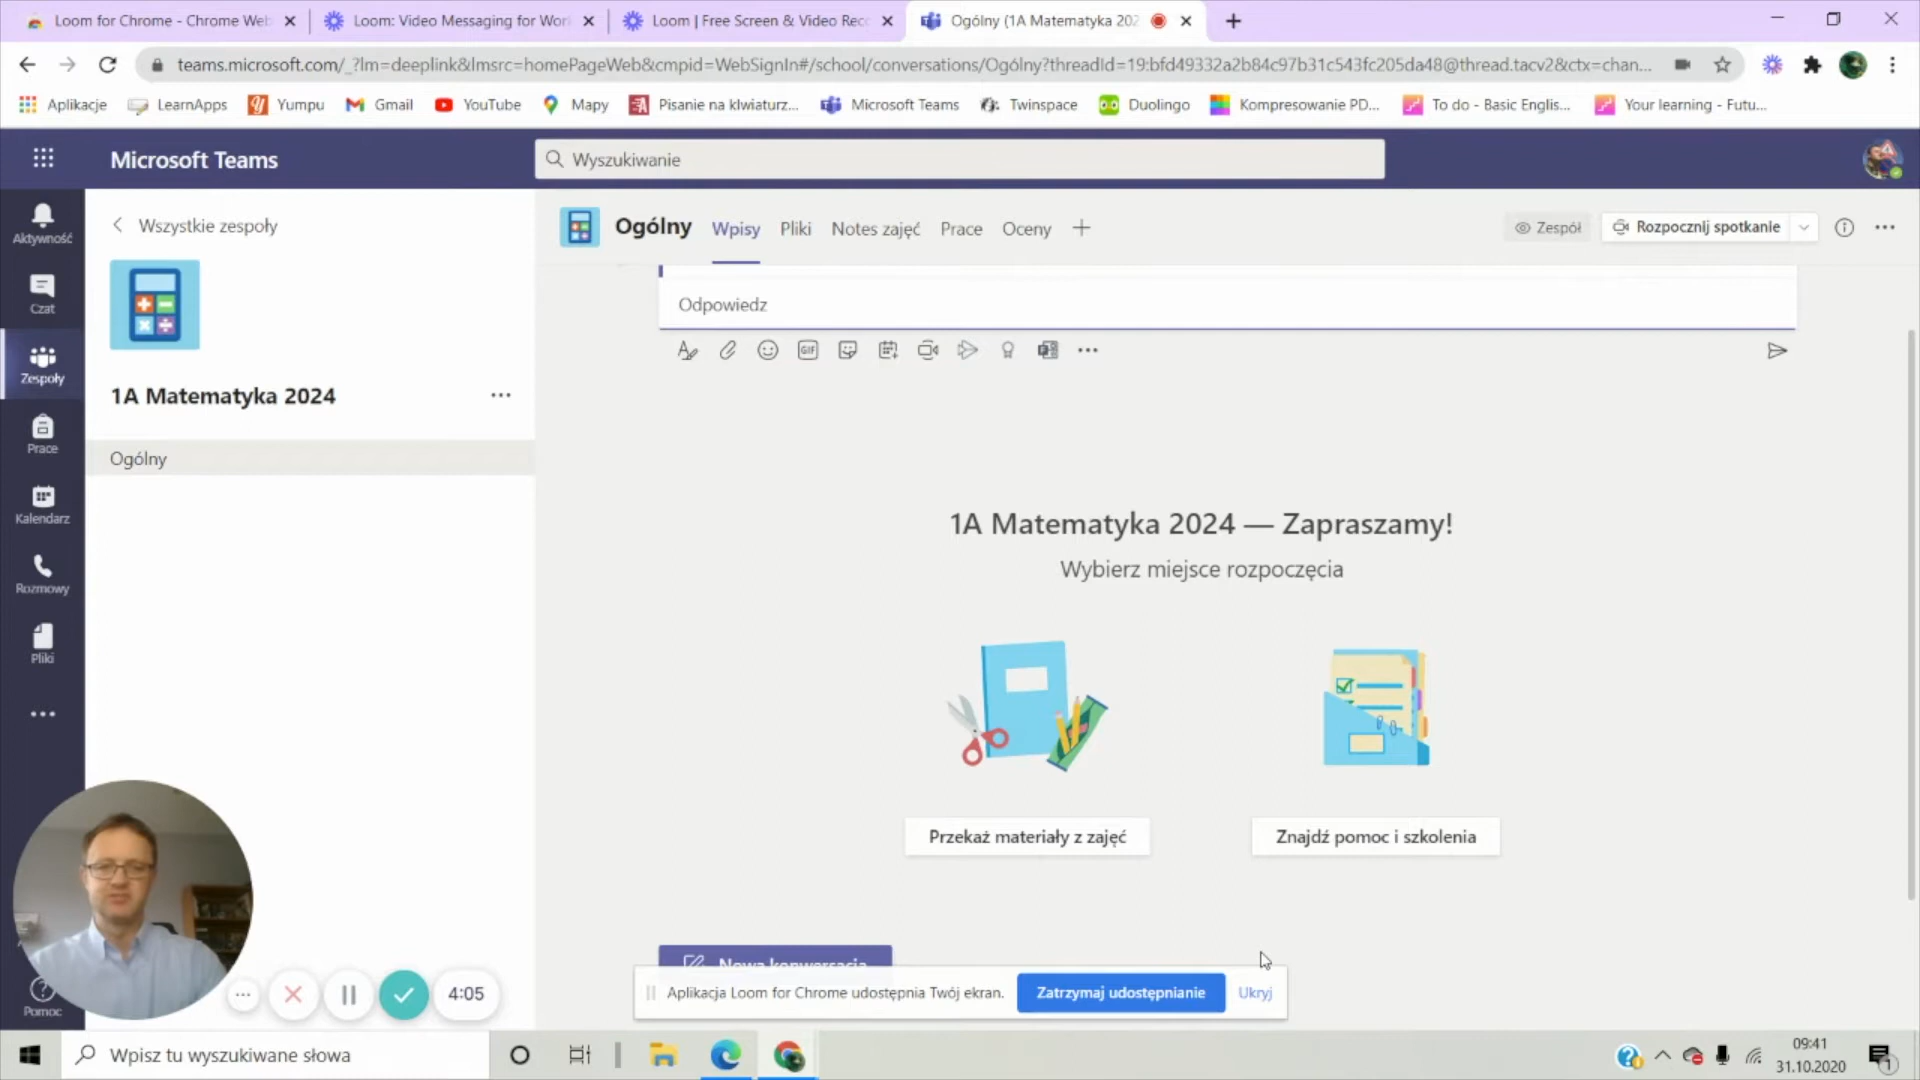 Loom for Chrome - Chrome Web
Loom: Video Messaging for Wor
Loom | Free Screen & Video Rec
Ogólny (1A Matematyka 202
teams.microsoft.com/_?lm=deeplink&lmsrc=homePageWeb&cmpid=WebSignIn#/school/conversations/Ogólny?threadId=19:bfd49332a2b84c97b31c543fc205da48@thread.tacv2&ctx=chan...
Aplikacje
LearnApps
Yumpu
Gmail
YouTube
Mapy
Pisanie na klwiaturz...
Microsoft Teams
Twinspace
Duolingo
Kompresowanie PD...
To do - Basic Englis...
Your learning - Futu...
Microsoft Teams
Wyszukiwanie
Aktywność
Czat
Zespoły
Prace
Kalendarz
Rozmowy
Pliki
Pomoc
Wszystkie zespoły
1A Matematyka 2024
Ogólny
Ogólny
Wpisy
Pliki
Notes zajęć
Prace
Oceny
Zespół
Rozpocznij spotkanie
Odpowiedz
GIF
1A Matematyka 2024 — Zapraszamy!
Wybierz miejsce rozpoczęcia
Przekaż materiały z zajęć
Znajdź pomoc i szkolenia
Nowa konwersacja
Aplikacja Loom for Chrome udostępnia Twój ekran.
Zatrzymaj udostępnianie
Ukryj
4:05
Wpisz tu wyszukiwane słowa
09:41
31.10.2020
1